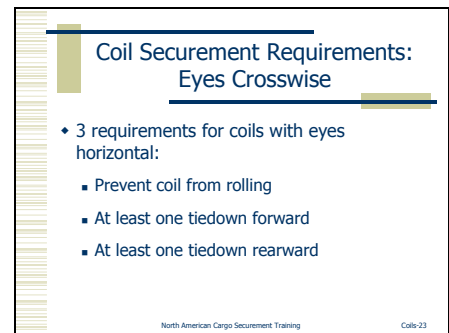 Coil Securement Requirements:
Eyes Crosswise
◆ 3 requirements for coils with eyes
horizontal:
■ Prevent coil from rolling
■ At least one tiedown forward
■ At least one tiedown rearward
North American Cargo Securement Training Coils-23